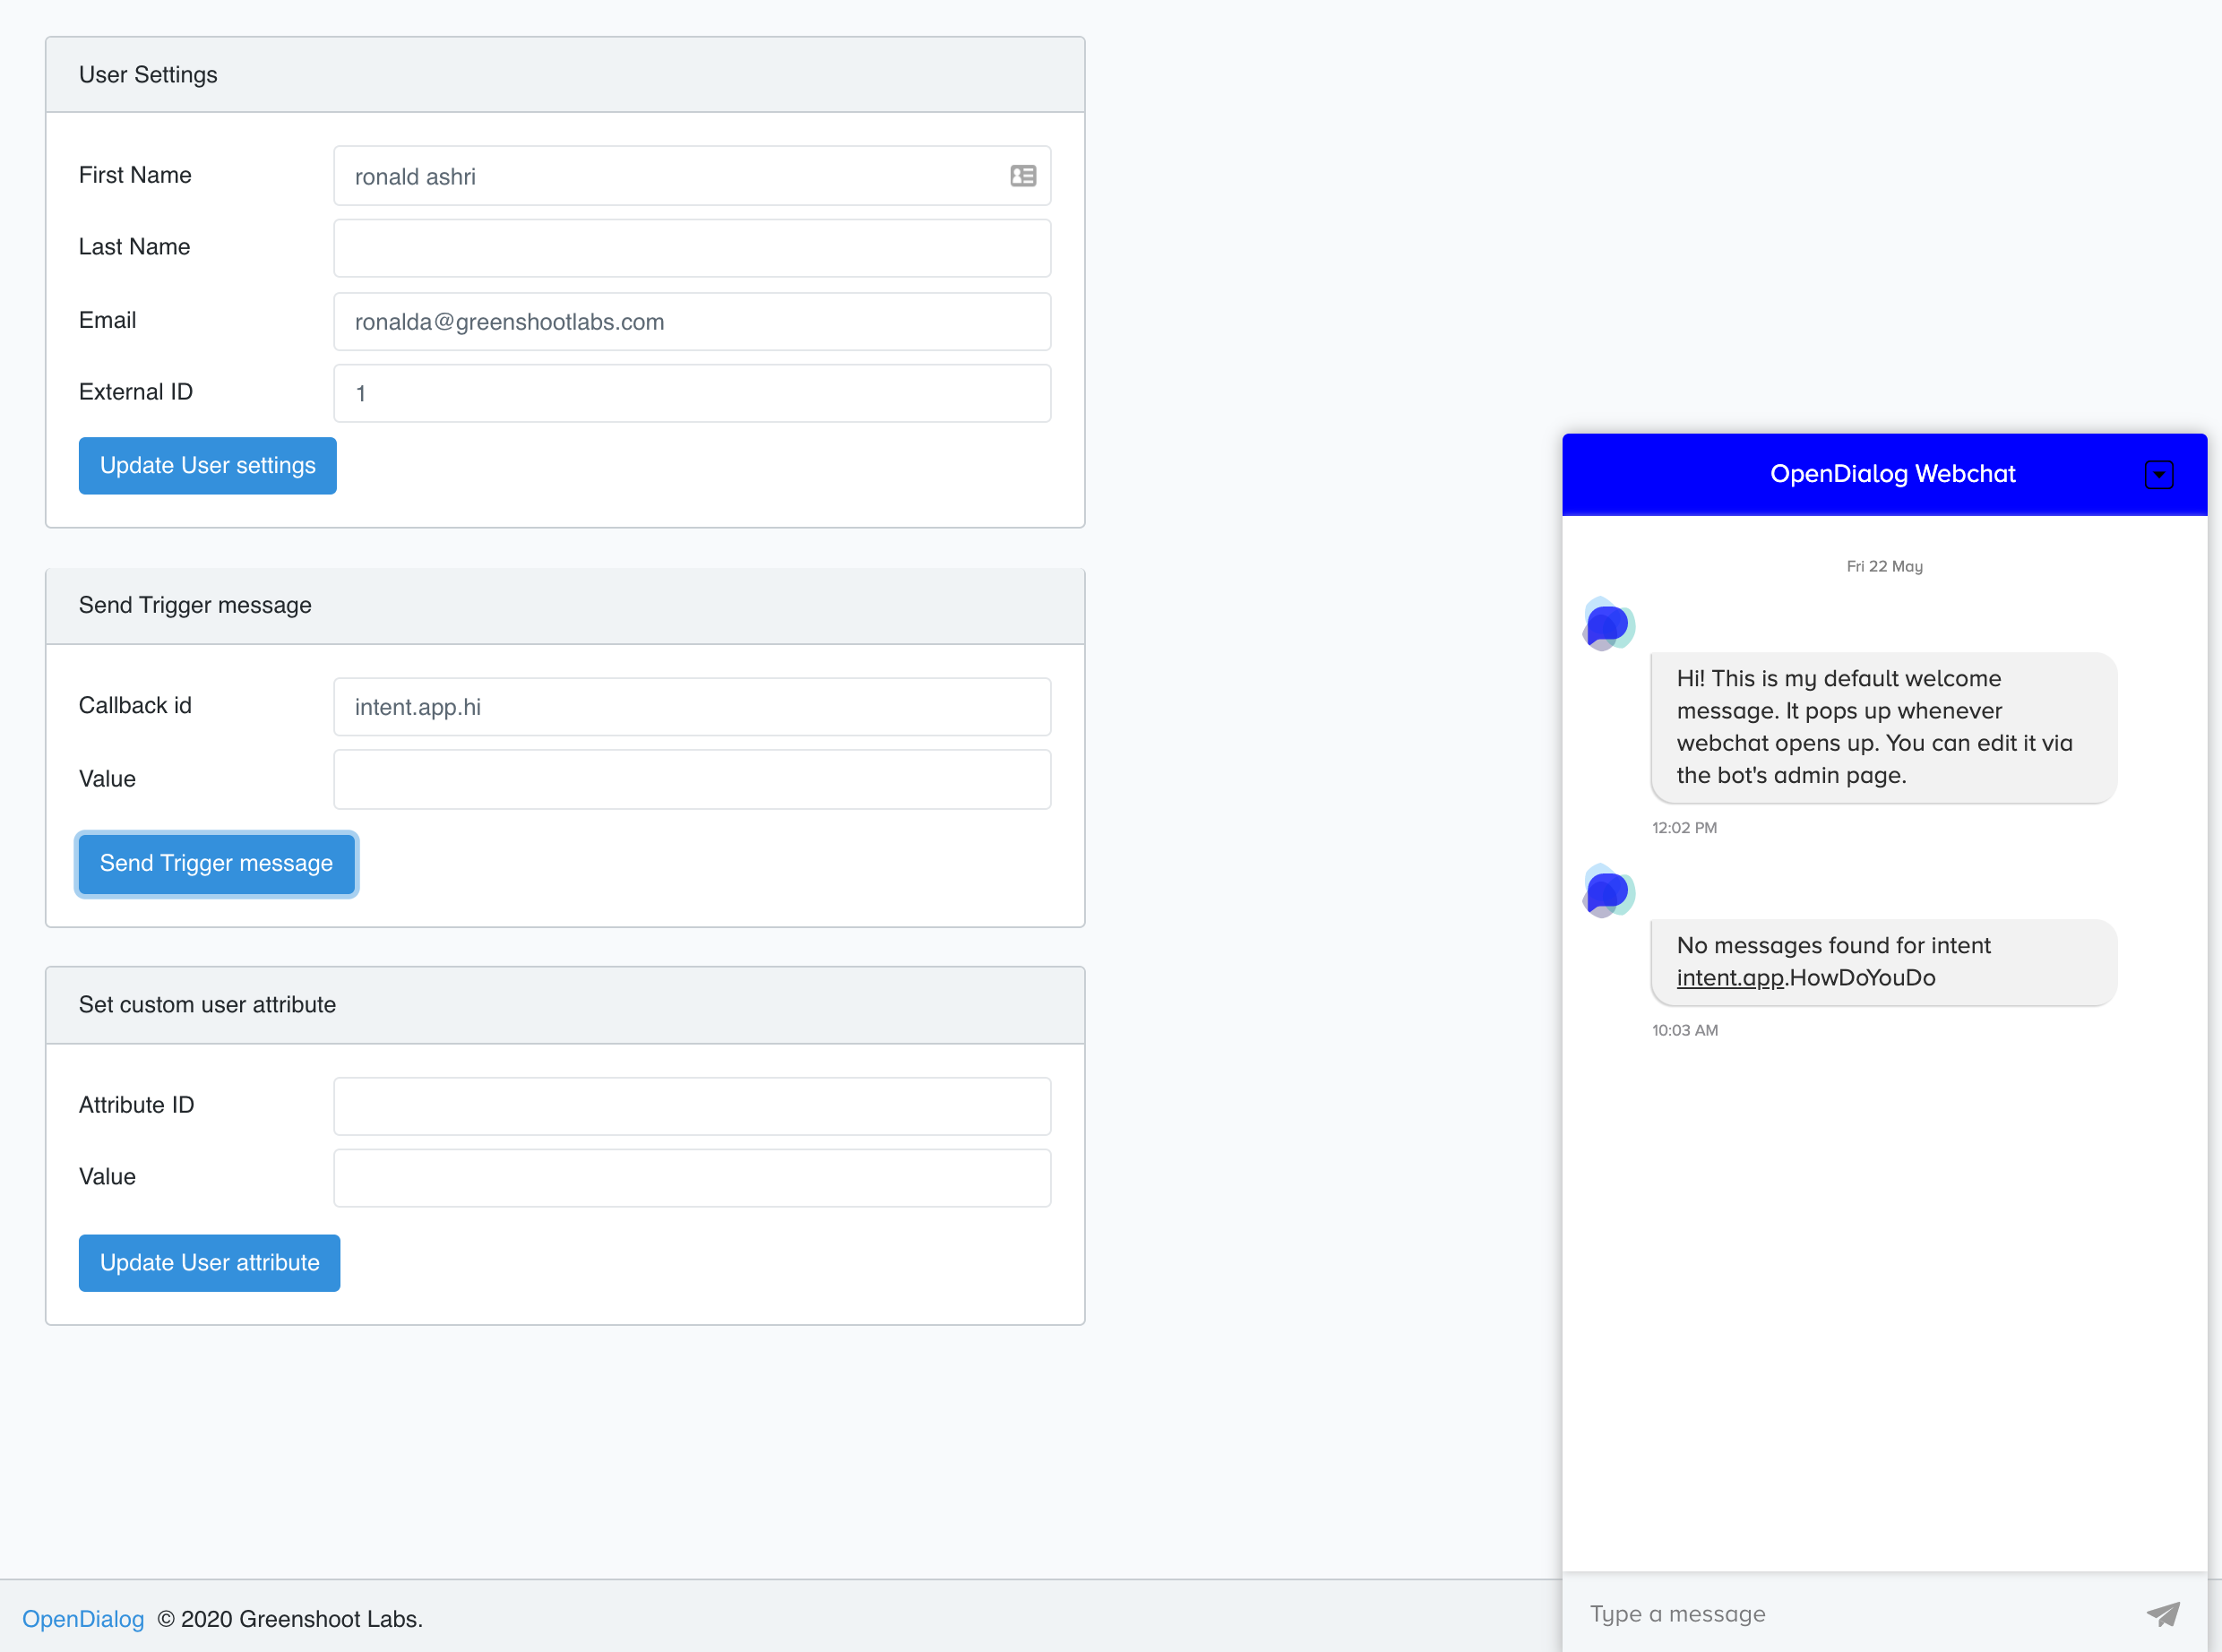 User Settings
First Name
ronald ashri
Last Name
Email
ronalda@greenshootlabs.com
External ID
1
Update User settings
Send Trigger message
Callback id
intent.app.hi
Value
Send Trigger message
Set custom user attribute
Attribute ID
Value
Update User attribute
OpenDialog © 2020 Greenshoot Labs.
OpenDialog Webchat
Fri 22 May
Hi! This is my default welcome
message. It pops up whenever
webchat opens up. You can edit it via
the bot's admin page.
12:02 PM
No messages found for intent
intent.app.HowDoYouDo
10:03 AM
Type a message